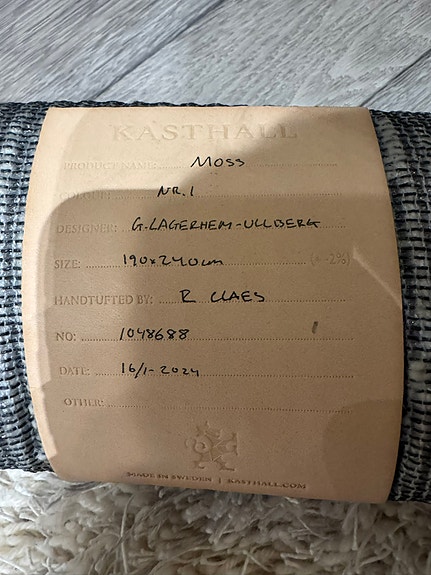 KASTHALL
PRODUCT NAME: MOSS
COLOUR: NR.1
DESIGNER: G.LAGERHEM-ULLBERG
SIZE: 190x240cm (+-2%)
HANDTUFTED BY: R CLAES
NO: 1048688
DATE: 16/1-2024
OTHER:
MADE IN SWEDEN | KASTHALL.COM